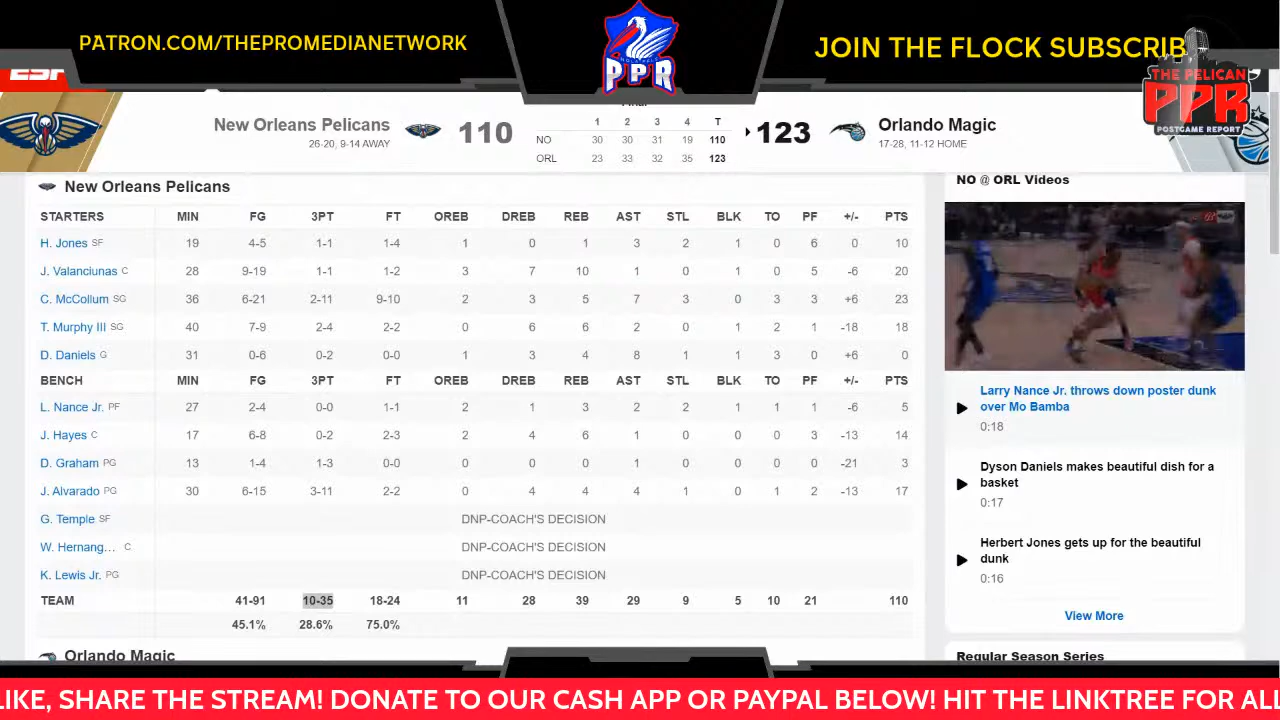 PATRON.COM/THEPROMEDIANETWORK
PPR
JOIN THE FLOCK SUBSCRIB
THE PELICAN
PPR
POSTGAME REPORT
New Orleans Pelicans
26-20, 9-14 AWAY
110
1 2 3 4 T
NO 30 30 31 19 110
ORL 23 33 32 35 123
123
Orlando Magic
17-28, 11-12 HOME
New Orleans Pelicans
STARTERS MIN FG 3PT FT OREB DREB REB AST STL BLK TO PF +/- PTS
H. Jones SF 19 4-5 1-1 1-4 1 0 1 3 2 1 0 6 0 10
J. Valanciunas C 28 9-19 1-1 1-2 3 7 10 1 0 1 0 5 -6 20
C. McCollum SG 36 6-21 2-11 9-10 2 3 5 7 3 0 3 3 +6 23
T. Murphy III SG 40 7-9 2-4 2-2 0 6 6 2 0 1 2 1 -18 18
D. Daniels G 31 0-6 0-2 0-0 1 3 4 8 1 1 3 0 +6 0
BENCH MIN FG 3PT FT OREB DREB REB AST STL BLK TO PF +/- PTS
L. Nance Jr. PF 27 2-4 0-0 1-1 2 1 3 2 2 1 1 1 -6 5
J. Hayes C 17 6-8 0-2 2-3 2 4 6 1 0 0 0 3 -13 14
D. Graham PG 13 1-4 1-3 0-0 0 0 0 1 0 0 0 0 -21 3
J. Alvarado PG 30 6-15 3-11 2-2 0 4 4 4 1 0 1 2 -13 17
G. Temple SF DNP-COACH'S DECISION
W. Hernang... C DNP-COACH'S DECISION
K. Lewis Jr. PG DNP-COACH'S DECISION
TEAM 41-91 10-35 18-24 11 28 39 29 9 5 10 21 110
45.1% 28.6% 75.0%
Orlando Magic
NO @ ORL Videos
Larry Nance Jr. throws down poster dunk
over Mo Bamba
0:18
Dyson Daniels makes beautiful dish for a
basket
0:17
Herbert Jones gets up for the beautiful
dunk
0:16
View More
Regular Season Series
LIKE, SHARE THE STREAM! DONATE TO OUR CASH APP OR PAYPAL BELOW! HIT THE LINKTREE FOR ALL